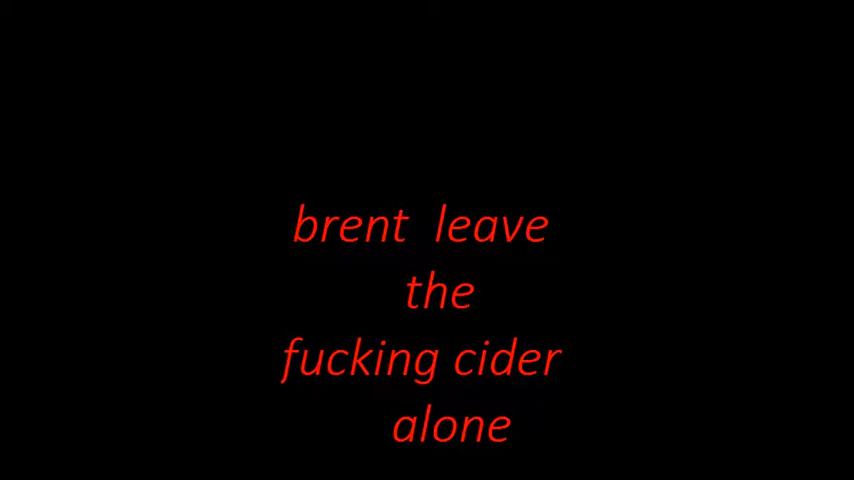 brent leave
the
fucking cider
alone